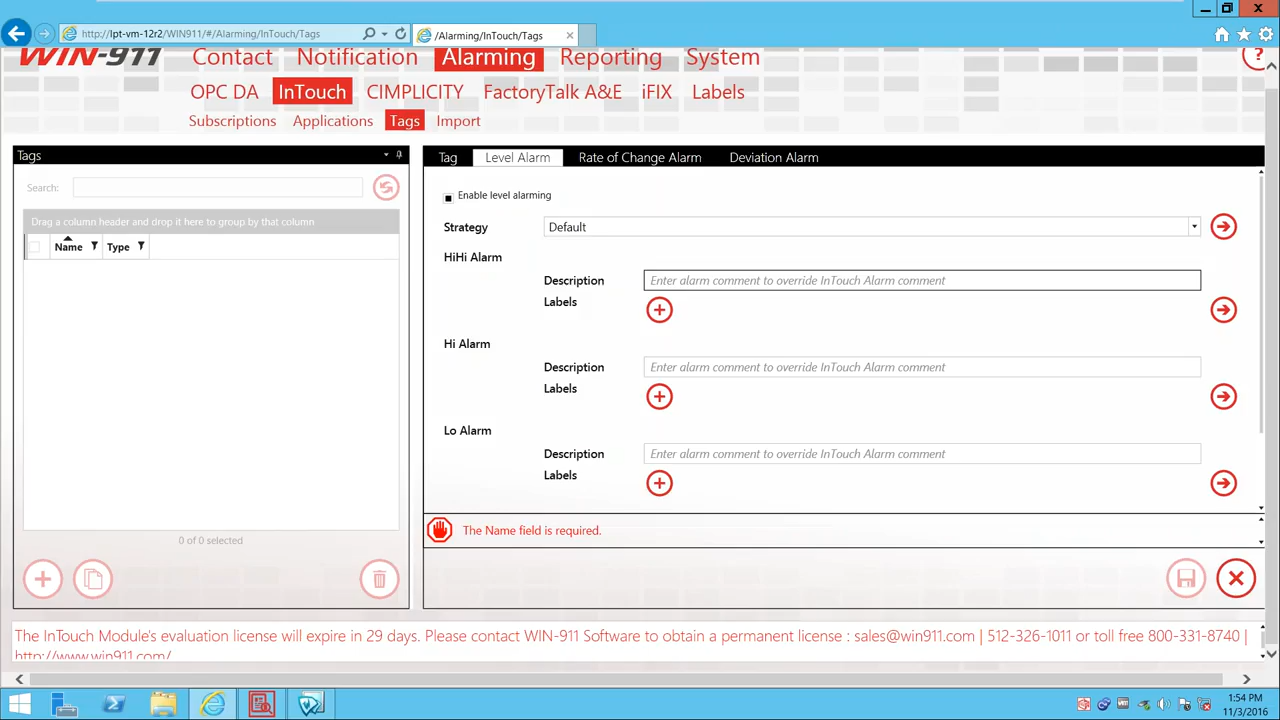 http://lpt-vm-12r2/WIN911/#/Alarming/InTouch/Tags
/Alarming/InTouch/Tags
WIN-911 Contact Notification Alarming Reporting System
OPC DA InTouch CIMPLICITY FactoryTalk A&E iFIX Labels
Subscriptions Applications Tags Import
Tags
Search:
Drag a column header and drop it here to group by that column
Name Type
0 of 0 selected
Tag Level Alarm Rate of Change Alarm Deviation Alarm
Enable level alarming
Strategy Default
HiHi Alarm
Description Enter alarm comment to override InTouch Alarm comment
Labels
Hi Alarm
Description Enter alarm comment to override InTouch Alarm comment
Labels
Lo Alarm
Description Enter alarm comment to override InTouch Alarm comment
Labels
The Name field is required.
The InTouch Module's evaluation license will expire in 29 days. Please contact WIN-911 Software to obtain a permanent license : sales@win911.com | 512-326-1011 or toll free 800-331-8740 |
http://www.win911.com/
1:54 PM
11/3/2016